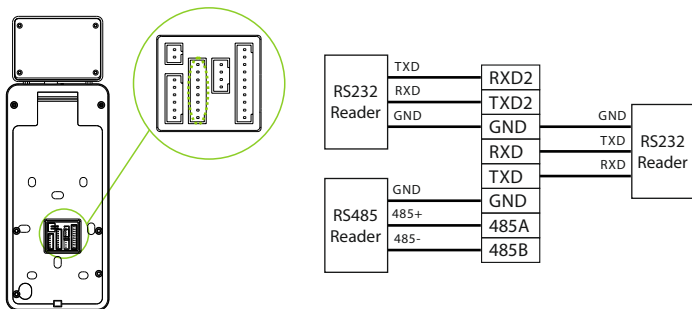 TXD
RXD
GND
RS232
Reader
RXD2
TXD2
GND
RXD
TXD
GND
485A
485B
GND
TXD
RXD
RS232
Reader
GND
485+
485-
RS485
Reader